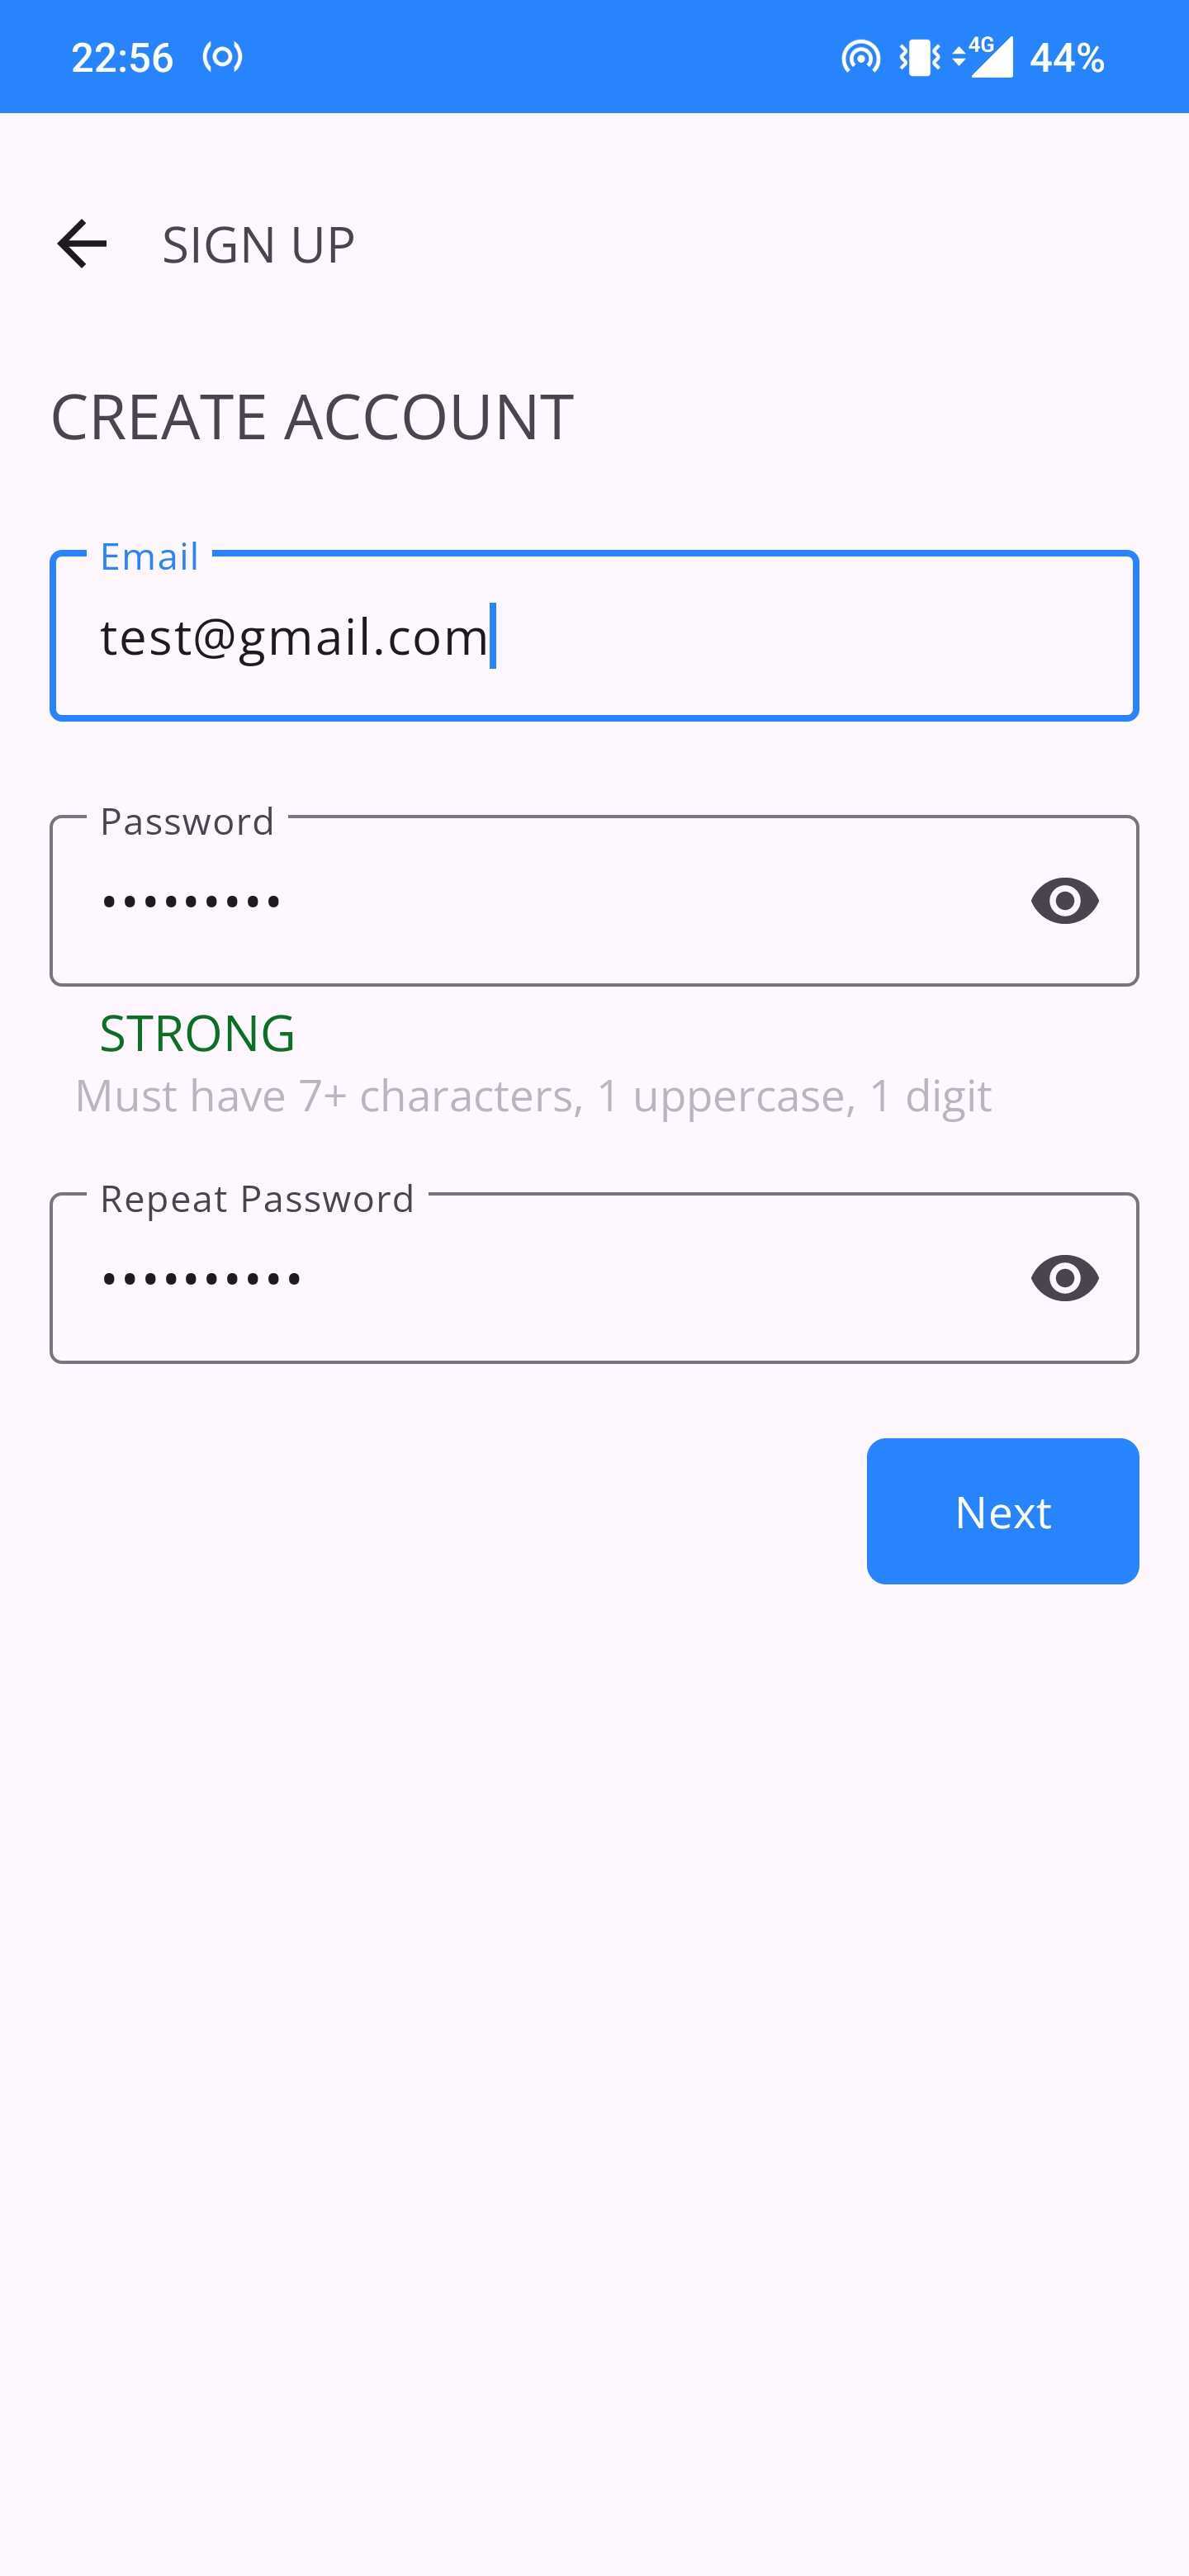 22:56
4G 44%
SIGN UP
CREATE ACCOUNT
Email
test@gmail.com
Password
•••••••••
STRONG
Must have 7+ characters, 1 uppercase, 1 digit
Repeat Password
••••••••••
Next